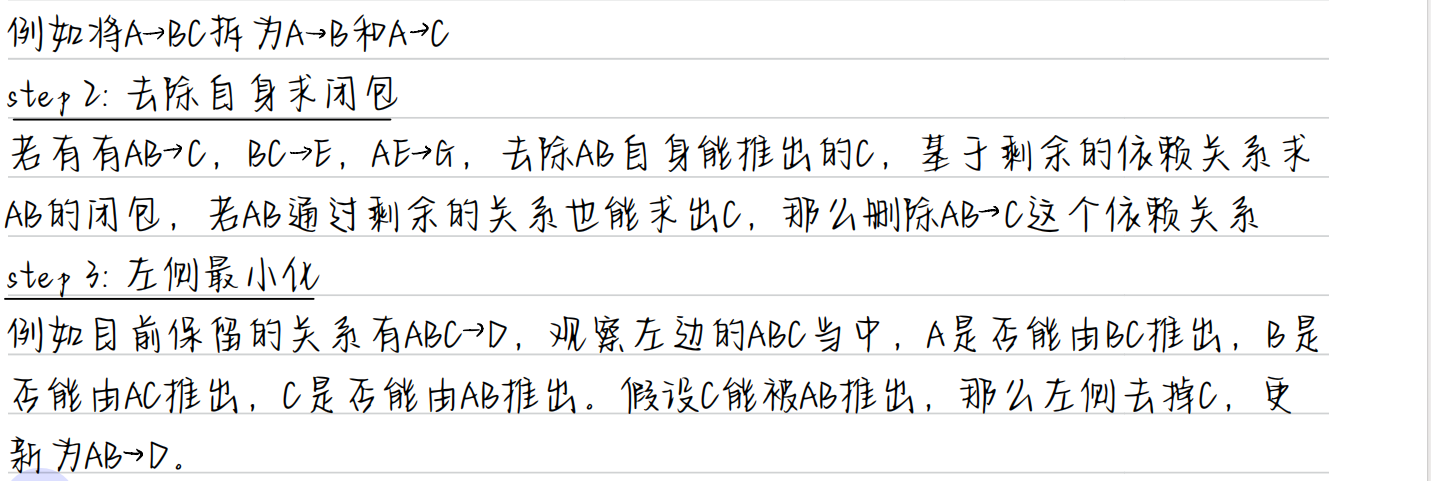 例如将A→BC拆为A→B和A→C
step 2: 去除自身求闭包
若有有AB→C, BC→E, AE→G, 去除AB自身能推出的C, 基于剩余的依赖关系求
AB的闭包, 若AB通过剩余的关系也能求出C, 那么删除AB→C这个依赖关系
step 3: 左侧最小化
例如目前保留的关系有ABC→D, 观察左边的ABC当中, A是否能由BC推出, B是
否能由AC推出, C是否能由AB推出。假设C能被AB推出, 那么左侧去掉C, 更
新为AB→D。